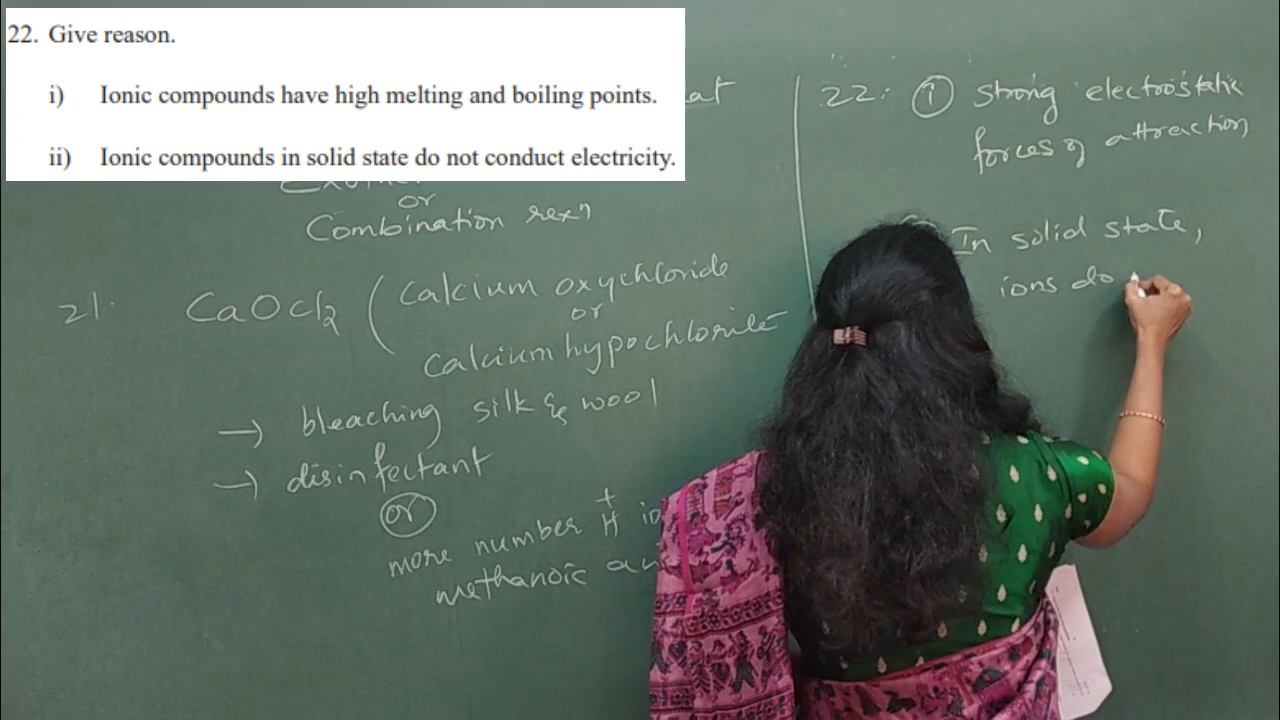 22. Give reason.
i) Ionic compounds have high melting and boiling points.
ii) Ionic compounds in solid state do not conduct electricity.
at
or
Combination rexn
21. CaOCl2 ( Calcium oxychloride
or
Calcium hypochlorite
→ bleaching silk & wool
→ disinfectant
or
more number H+
methanoic
22. i strong electrostatic
forces of attraction
In solid state,
ions do